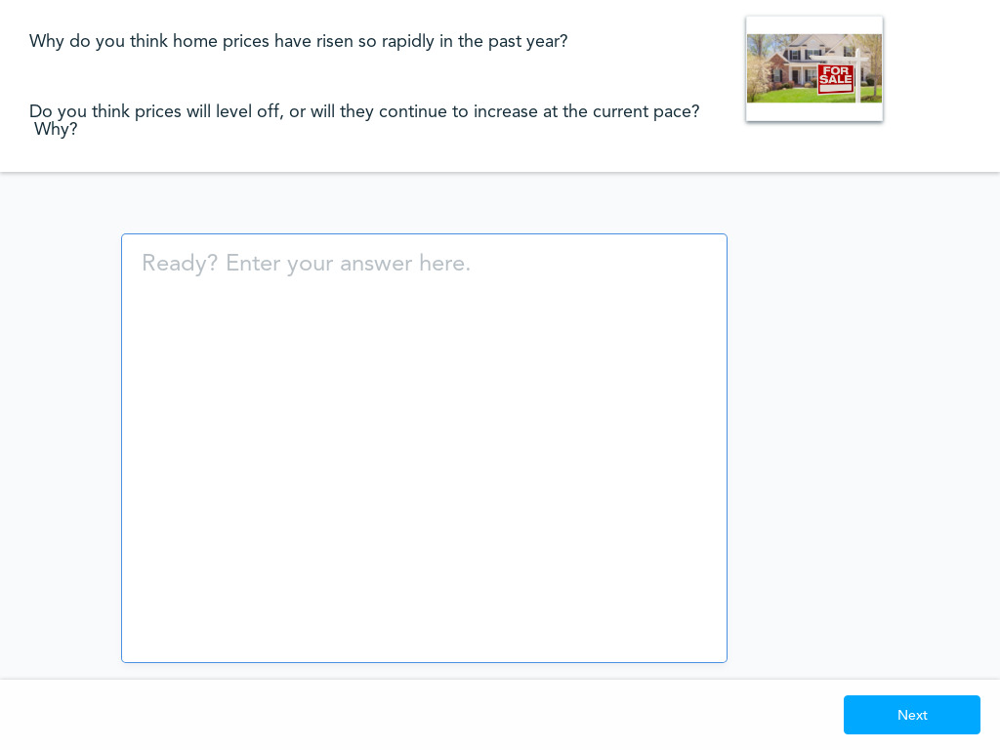 Why do you think home prices have risen so rapidly in the past year?
Do you think prices will level off, or will they continue to increase at the current pace?
Why?
FOR
SALE
Ready? Enter your answer here.
Next